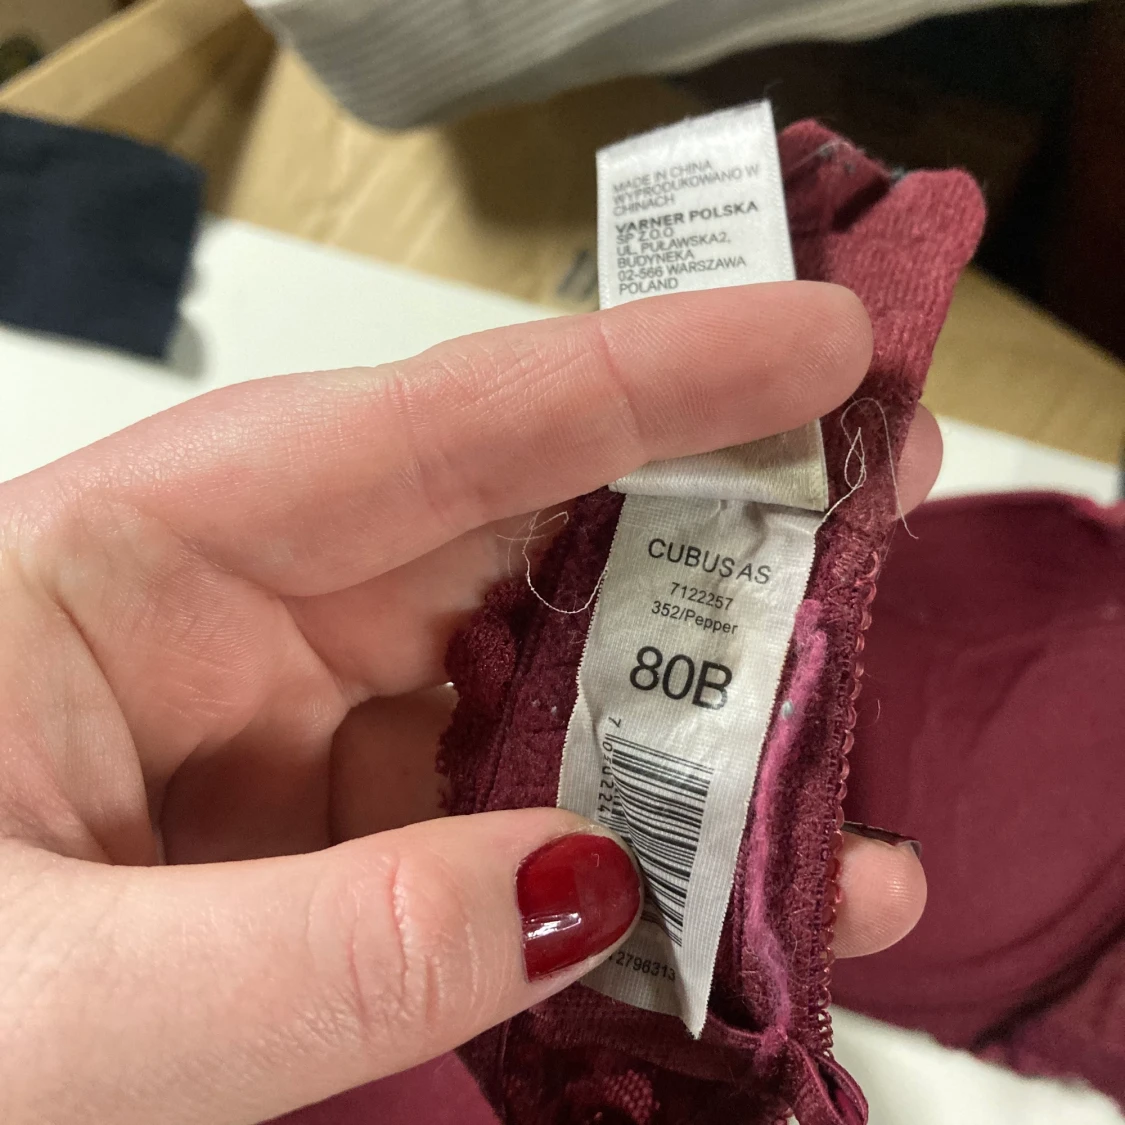 MADE IN CHINA
WYPRODUKOWANO W
CHINACH
VARNER POLSKA
SP Z.O.O
UL. PUŁAWSKA2,
BUDYNEKA
02-566 WARSZAWA
POLAND
CUBUS AS
7122257
352/Pepper
80B
2796313